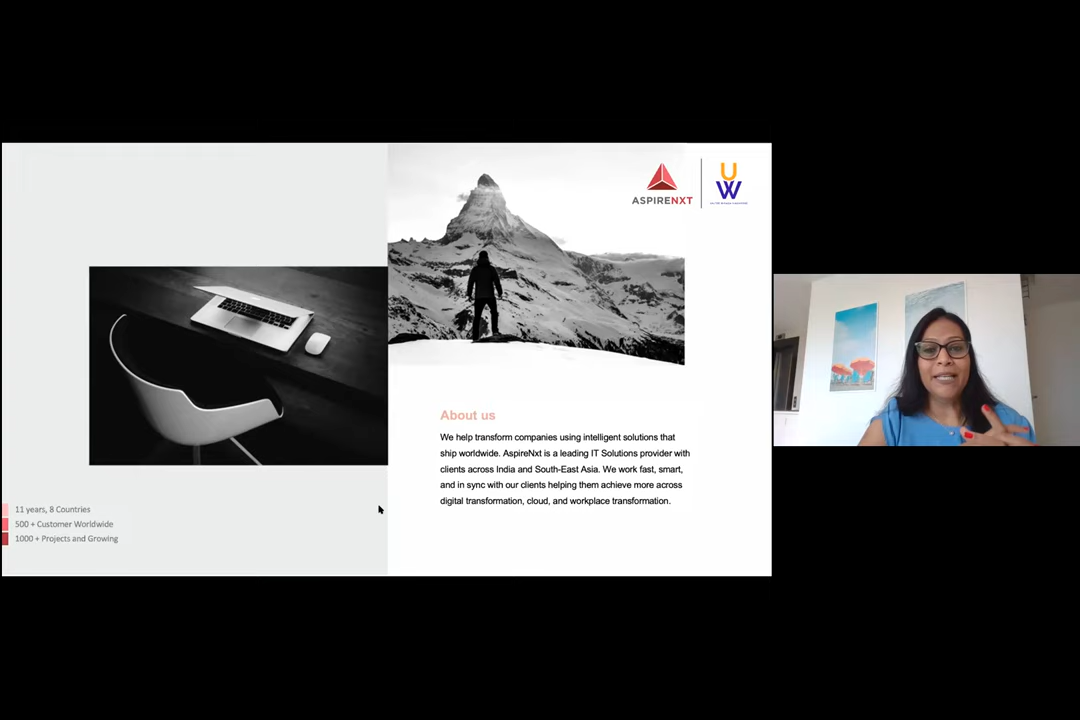 11 years, 8 Countries
500 + Customer Worldwide
1000 + Projects and Growing
ASPIRENXT
UW
About us
We help transform companies using intelligent solutions that
ship worldwide. AspireNxt is a leading IT Solutions provider with
clients across India and South-East Asia. We work fast, smart,
and in sync with our clients helping them achieve more across
digital transformation, cloud, and workplace transformation.